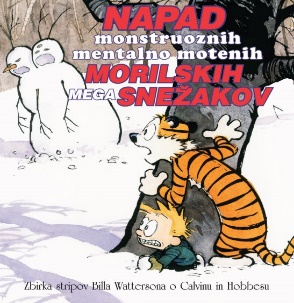 NAPAD
monstruoznih
mentalno motenih
MORILSKIH
MEGA SNEŽAKOV
Zbirka stripov Billa Wattersona o Calvinu in Hobbesu